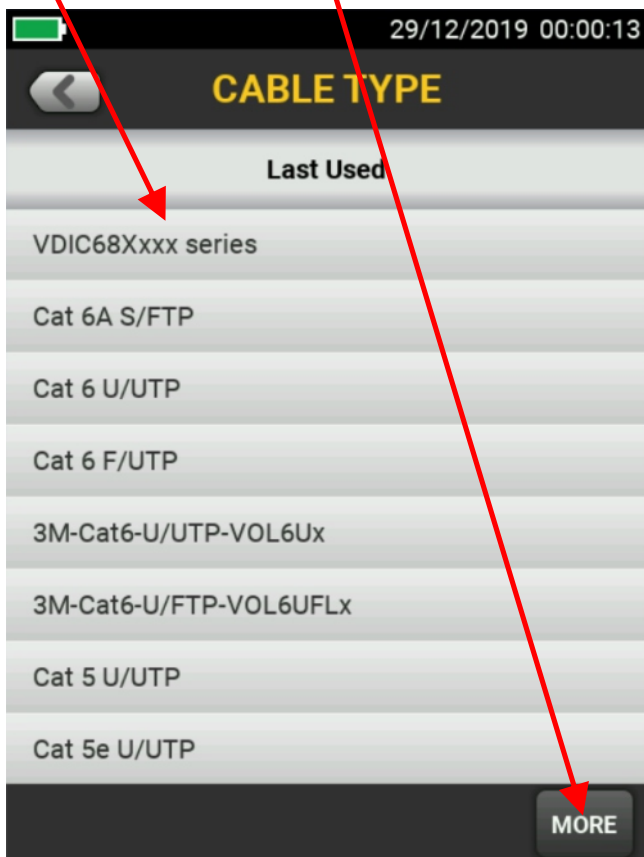 29/12/2019 00:00:13
CABLE TYPE
Last Used
VDIC68Xxxx series
Cat 6A S/FTP
Cat 6 U/UTP
Cat 6 F/UTP
3M-Cat6-U/UTP-VOL6Ux
3M-Cat6-U/FTP-VOL6UFLx
Cat 5 U/UTP
Cat 5e U/UTP
MORE